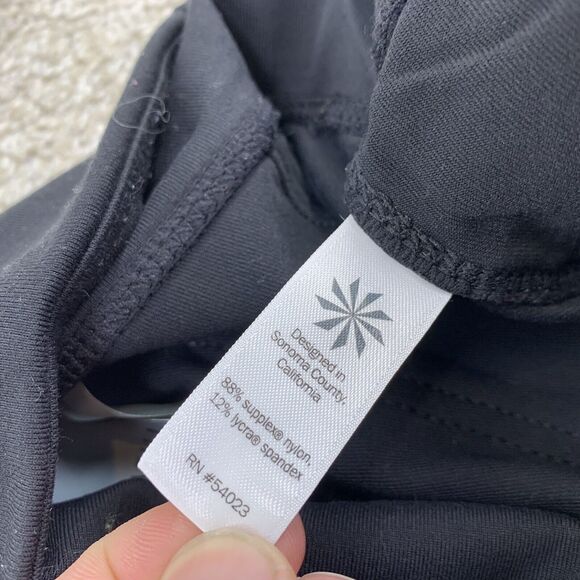 Designed in
Sonoma County,
California
88% supplex® nylon,
12% lycra® spandex
RN #54023